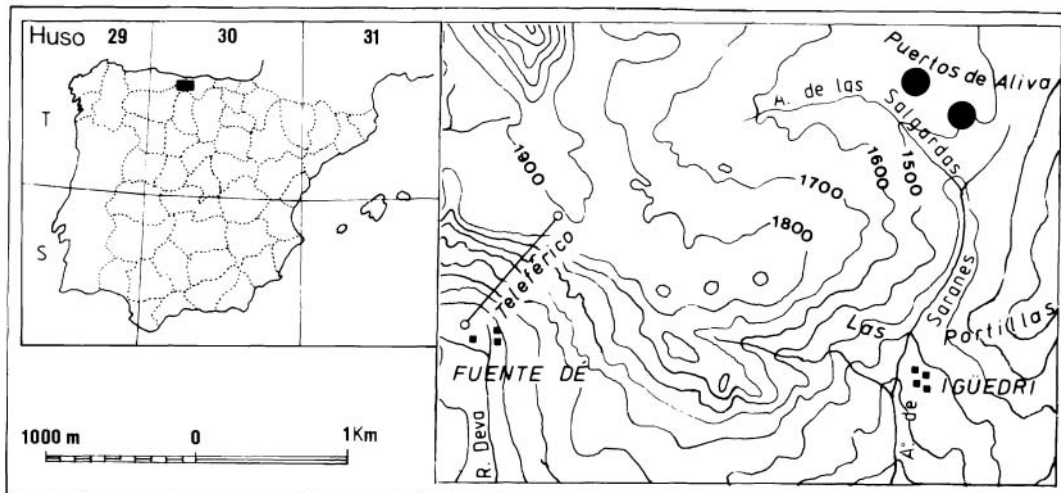 Huso 29 30 31
T
S
1000 m 0 1Km
Puertos de Aliva
A. de las Salgardas
1900
1600
1500
1700
1800
Teleférico
Las Portillas
Saranes
FUENTE DÉ
IGÜEDRI
R. Deva
Aº. de